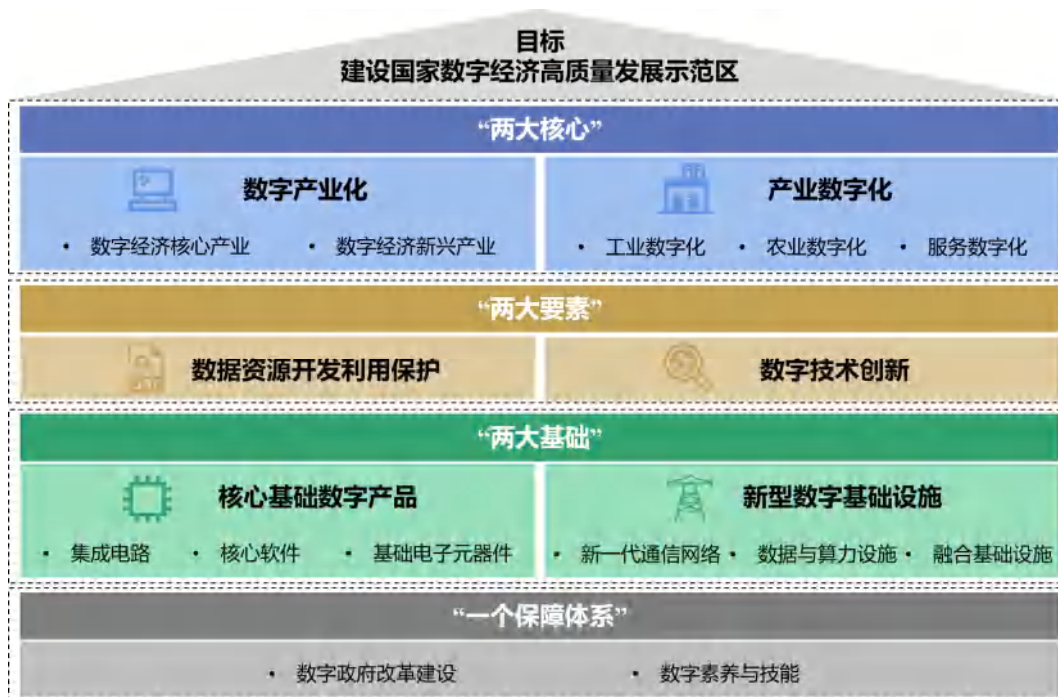 目标
建设国家数字经济高质量发展示范区
“两大核心”
数字产业化
• 数字经济核心产业 • 数字经济新兴产业
产业数字化
• 工业数字化 • 农业数字化 • 服务数字化
“两大要素”
数据资源开发利用保护
数字技术创新
“两大基础”
核心基础数字产品
• 集成电路 • 核心软件 • 基础电子元器件
新型数字基础设施
• 新一代通信网络 • 数据与算力设施 • 融合基础设施
“一个保障体系”
• 数字政府改革建设 • 数字素养与技能